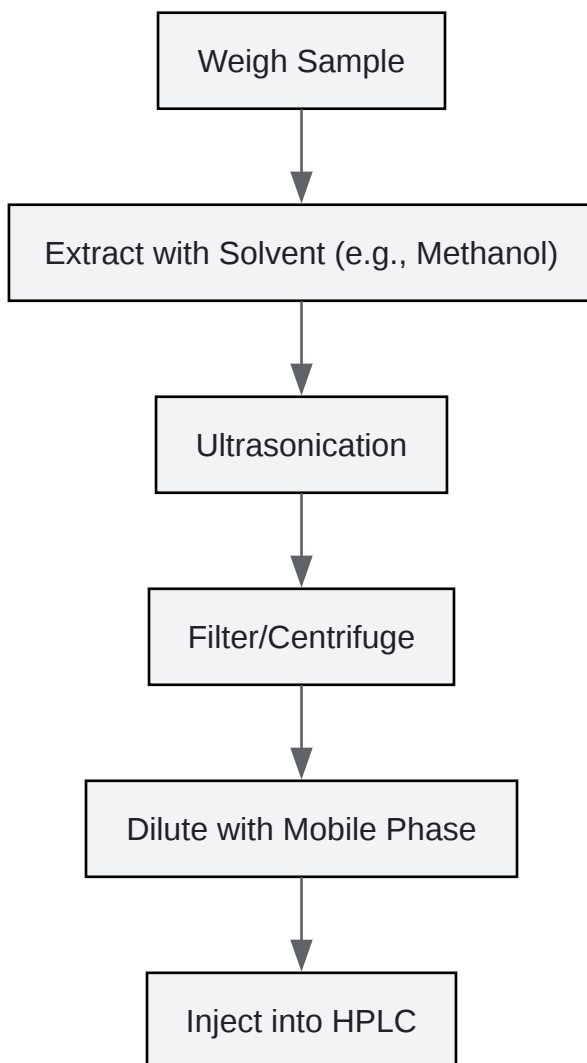 Weigh Sample
Extract with Solvent (e.g., Methanol)
Ultrasonication
Filter/Centrifuge
Dilute with Mobile Phase
Inject into HPLC